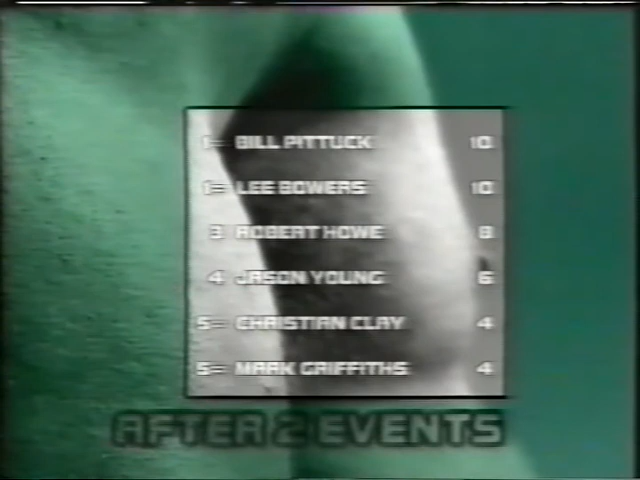 1= BILL PITTUCK 10
1= LEE BOWERS 10
3 ROBERT HOWE 8
4 JASON YOUNG 6
5= CHRISTIAN CLAY 4
5= MARK GRIFFITHS 4
AFTER 2 EVENTS